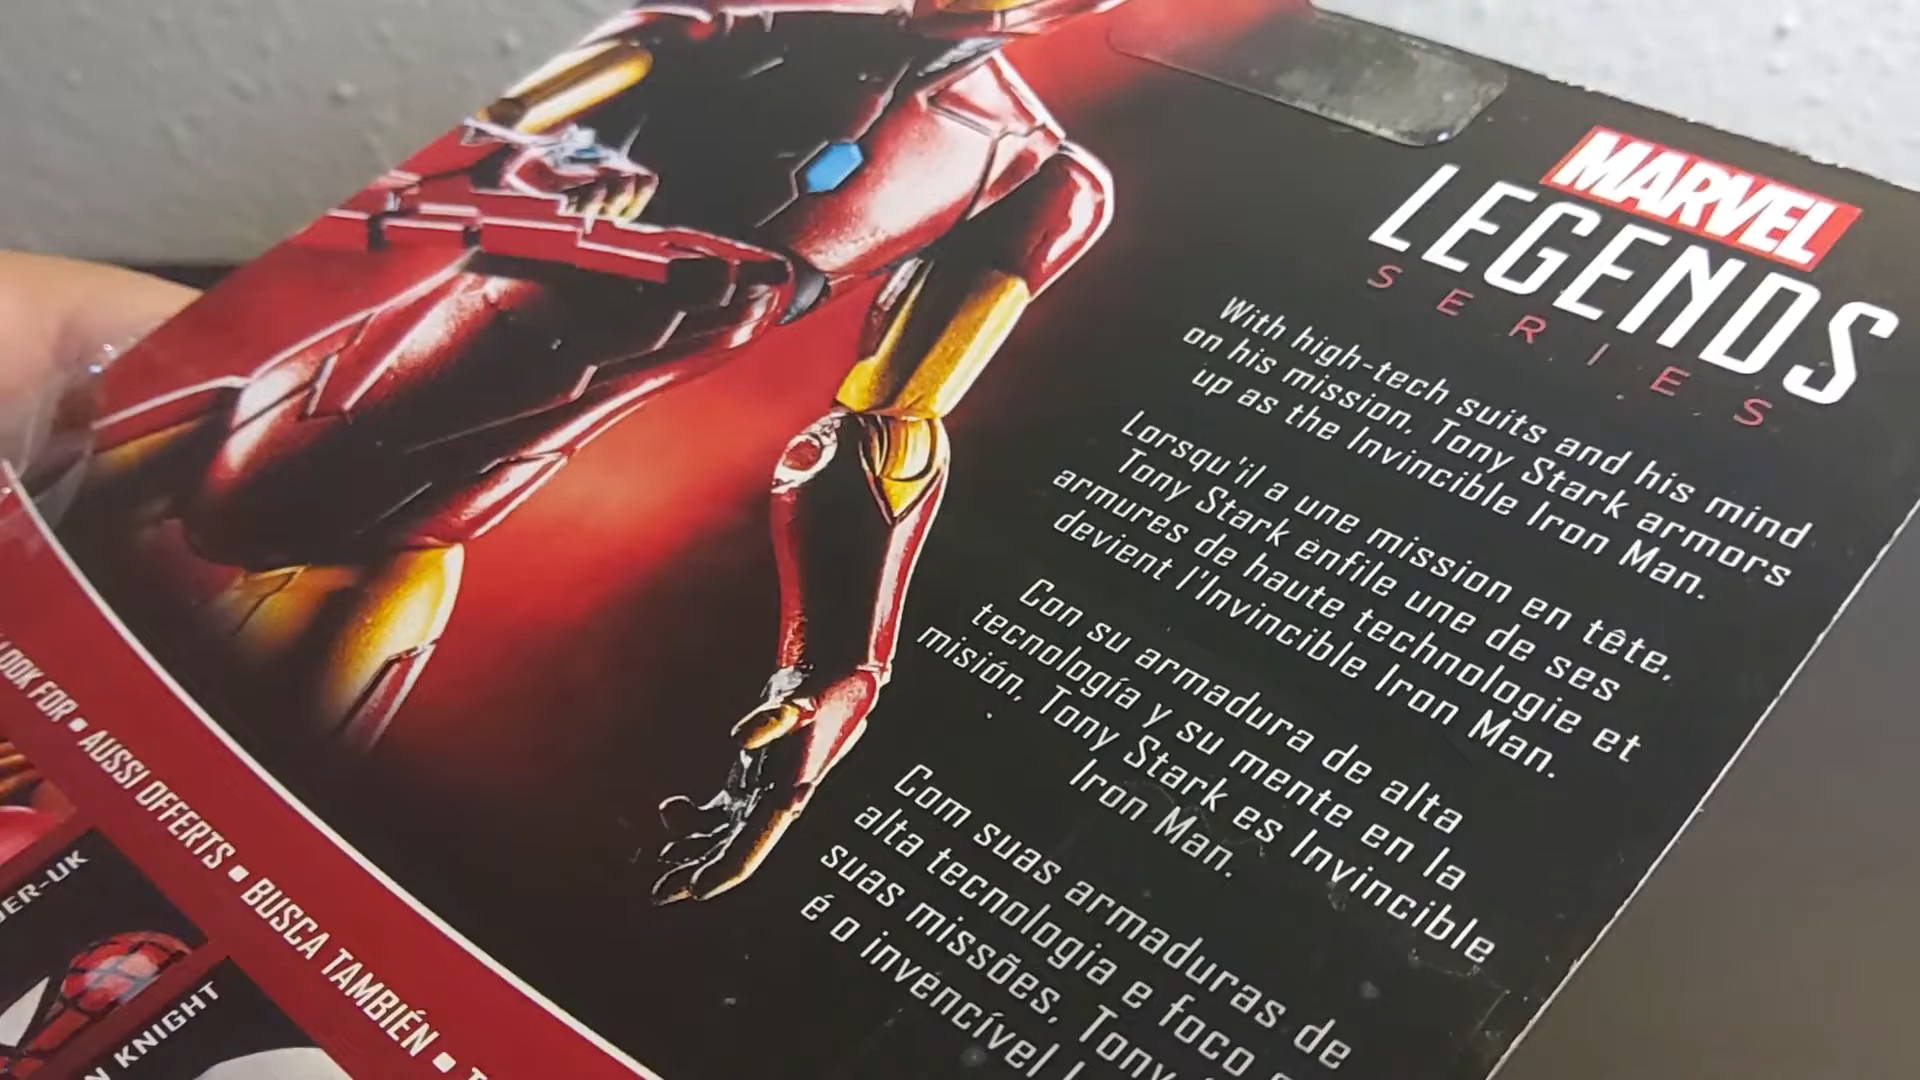 MARVEL
LEGENDS
SERIES
With high-tech suits and his mind
on his mission, Tony Stark armors
up as the Invincible Iron Man.
Lorsqu'il a une mission en tête,
Tony Stark enfile une de ses
armures de haute technologie et
devient l'Invincible Iron Man.
Con su armadura de alta
tecnología y su mente en la
misión, Tony Stark es Invincible
Iron Man.
Com suas armaduras de
alta tecnologia e foco
suas missões, Tony
é o invencível
LOOK FOR ▪ AUSSI OFFERTS ▪ BUSCA TAMBIÉN ▪
KNIGHT